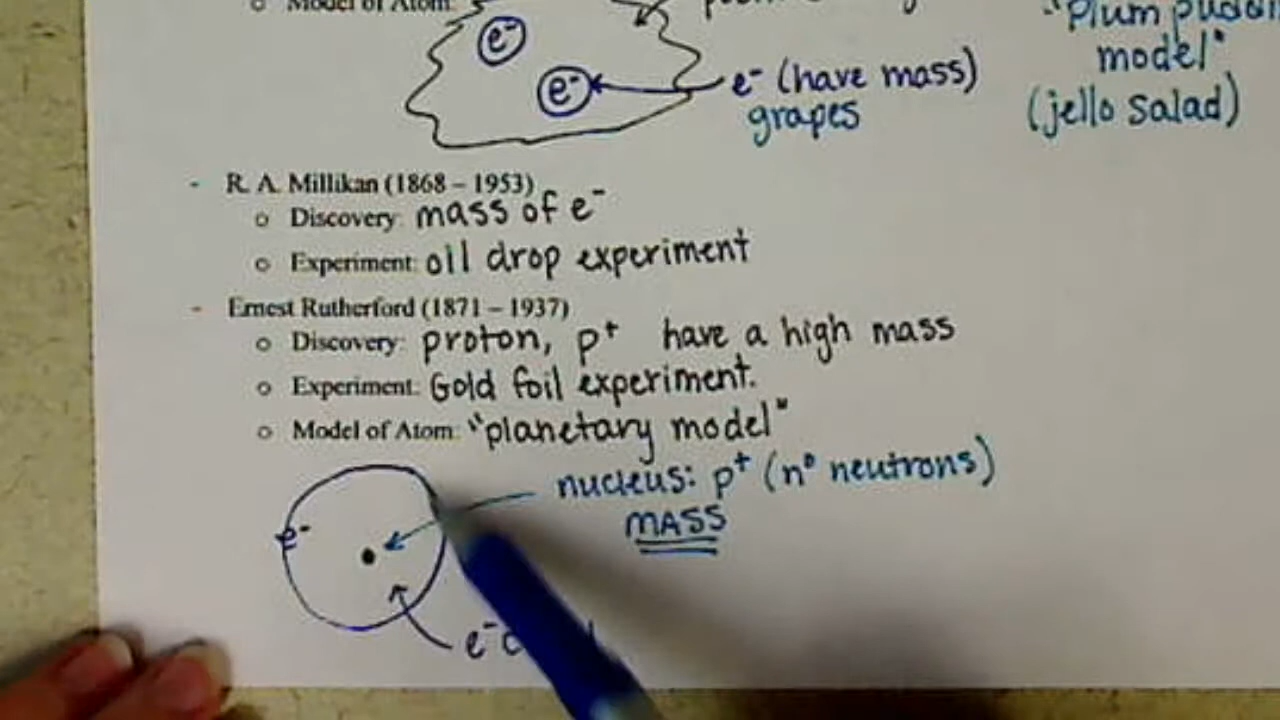 o Model of Atom:
e⁻
e⁻
e⁻ (have mass)
grapes
"Plum
model"
(jello salad)
- R. A. Millikan (1868 – 1953)
o Discovery: mass of e⁻
o Experiment: oil drop experiment
- Ernest Rutherford (1871 – 1937)
o Discovery: proton, p⁺ have a high mass
o Experiment: Gold foil experiment.
o Model of Atom: "planetary model"
nucleus: p⁺ (n° neutrons)
MASS
e⁻
e⁻